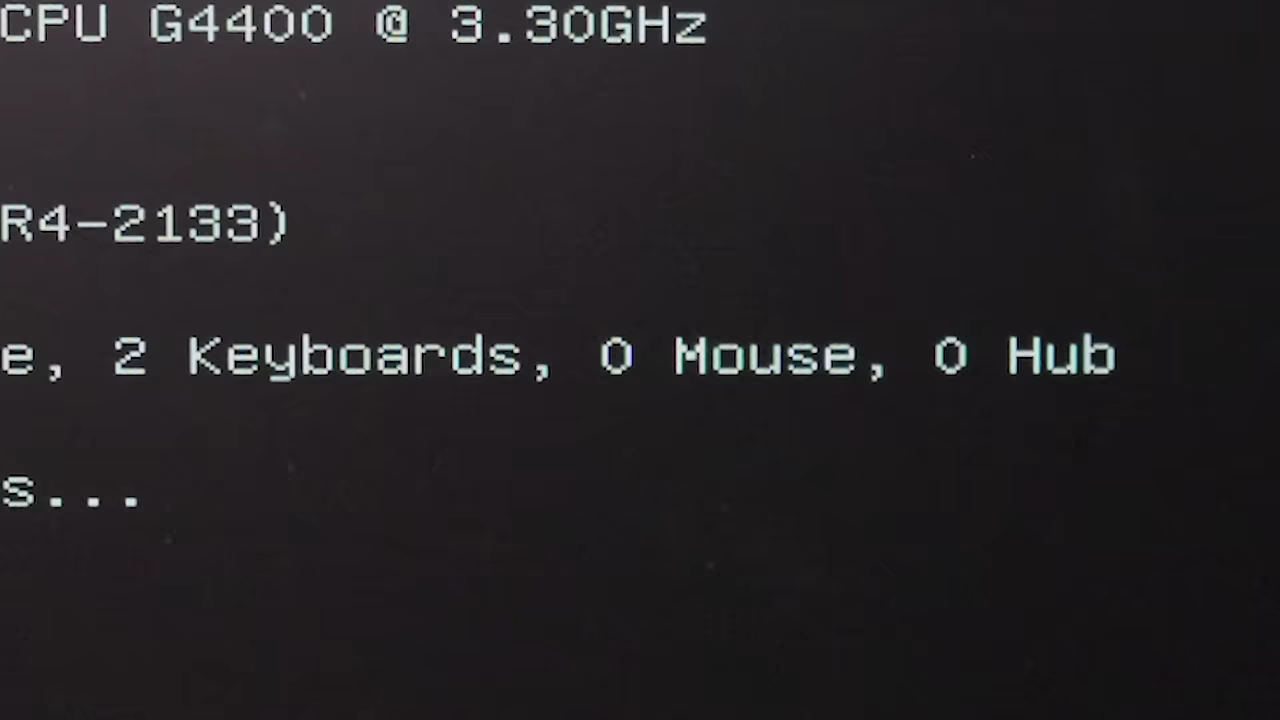 CPU G4400 @ 3.30GHz
R4-2133)
e, 2 Keyboards, 0 Mouse, 0 Hub
s...